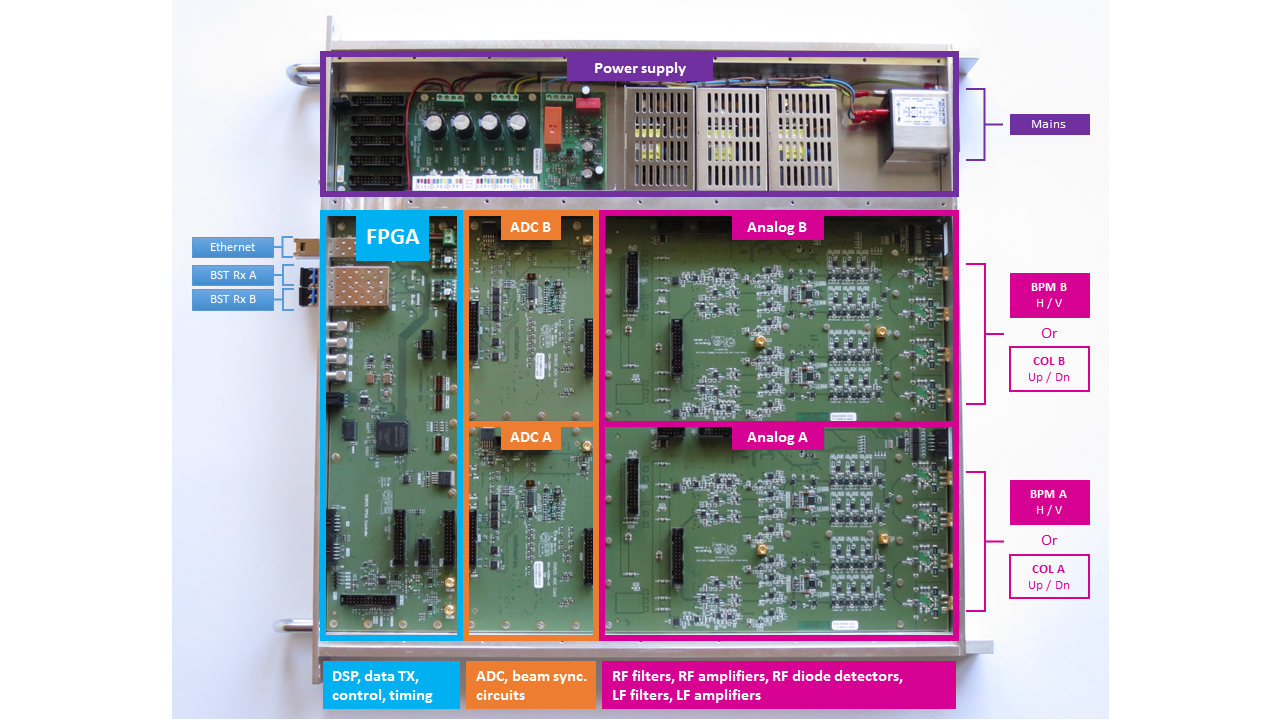 Power supply
Mains
FPGA
ADC B
Analog B
Ethernet
BST Rx A
BST Rx B
BPM B
H / V
Or
COL B
Up / Dn
ADC A
Analog A
BPM A
H / V
Or
COL A
Up / Dn
DSP, data TX,
control, timing
ADC, beam sync.
circuits
RF filters, RF amplifiers, RF diode detectors,
LF filters, LF amplifiers